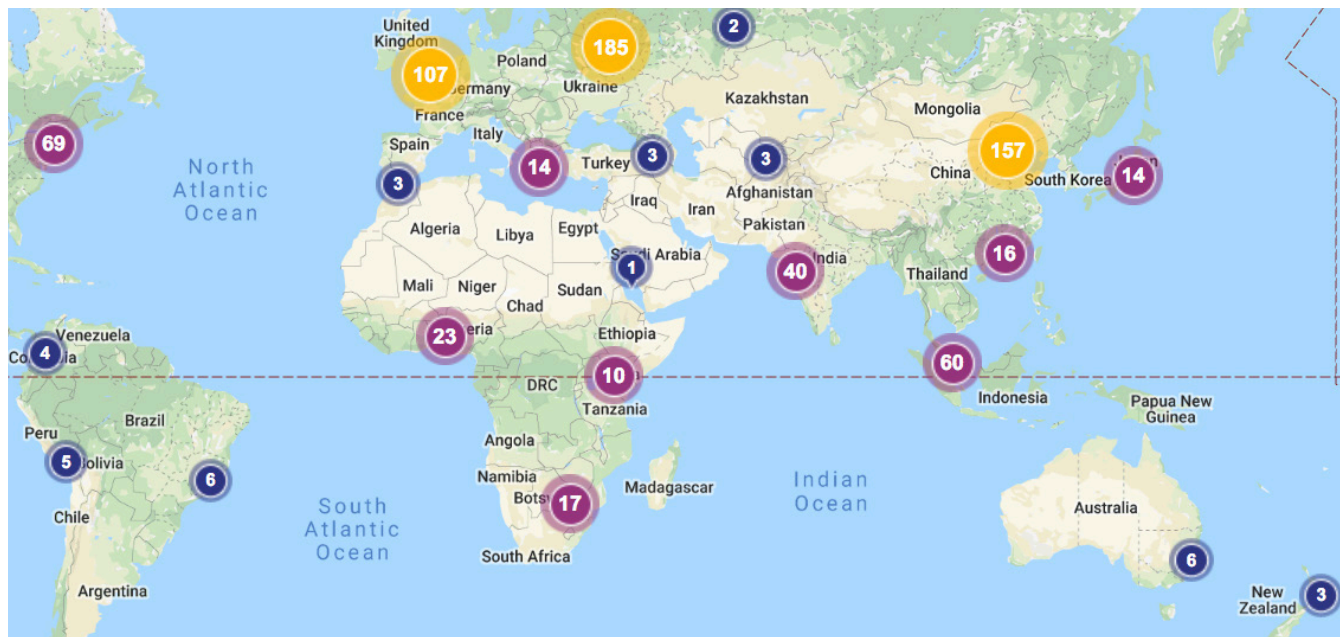 United
Kingdom
2
185
107
Poland
Germany
Ukraine
Kazakhstan
Mongolia
France
69
Spain
Italy
14
Turkey
3
3
157
China
South Korea
14
North
Atlantic
Ocean
3
Afghanistan
Iraq
Iran
Pakistan
Algeria
Libya
Egypt
1
Saudi Arabia
40
India
16
Thailand
Mali
Niger
Chad
Sudan
23
Ethiopia
Venezuela
4
60
10
DRC
Tanzania
Indonesia
Papua New
Guinea
Brazil
Peru
5
Bolivia
6
Angola
Namibia
17
Madagascar
Indian
Ocean
Chile
South
Atlantic
Ocean
South Africa
Australia
6
Argentina
New
Zealand
3